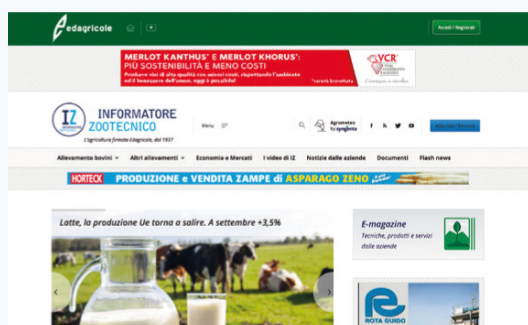 edagricole
Accedi / Registrati
MERLOT KANTHUS* E MERLOT KHORUS*:
PIÙ SOSTENIBILITÀ E MENO COSTI
Produrre vini di alta qualità con minori costi, rispettando l'ambiente
ed il benessere dell'uomo, oggi è possibile!
*varietà brevettata
VCR
IZ
INFORMATORE
ZOOTECNICO
L'agricoltura firmata Edagricole, dal 1937
Menu
Agrometeo
by syngenta
Allevamento bovini
Altri allevamenti
Economia e Mercati
I video di IZ
Notizie dalle aziende
Documenti
Flash news
HORTECK PRODUZIONE e VENDITA ZAMPE di ASPARAGO ZENO
Latte, la produzione Ue torna a salire. A settembre +3,5%
E-magazine
Tecniche, prodotti e servizi
dalle aziende
ROTA GUIDO